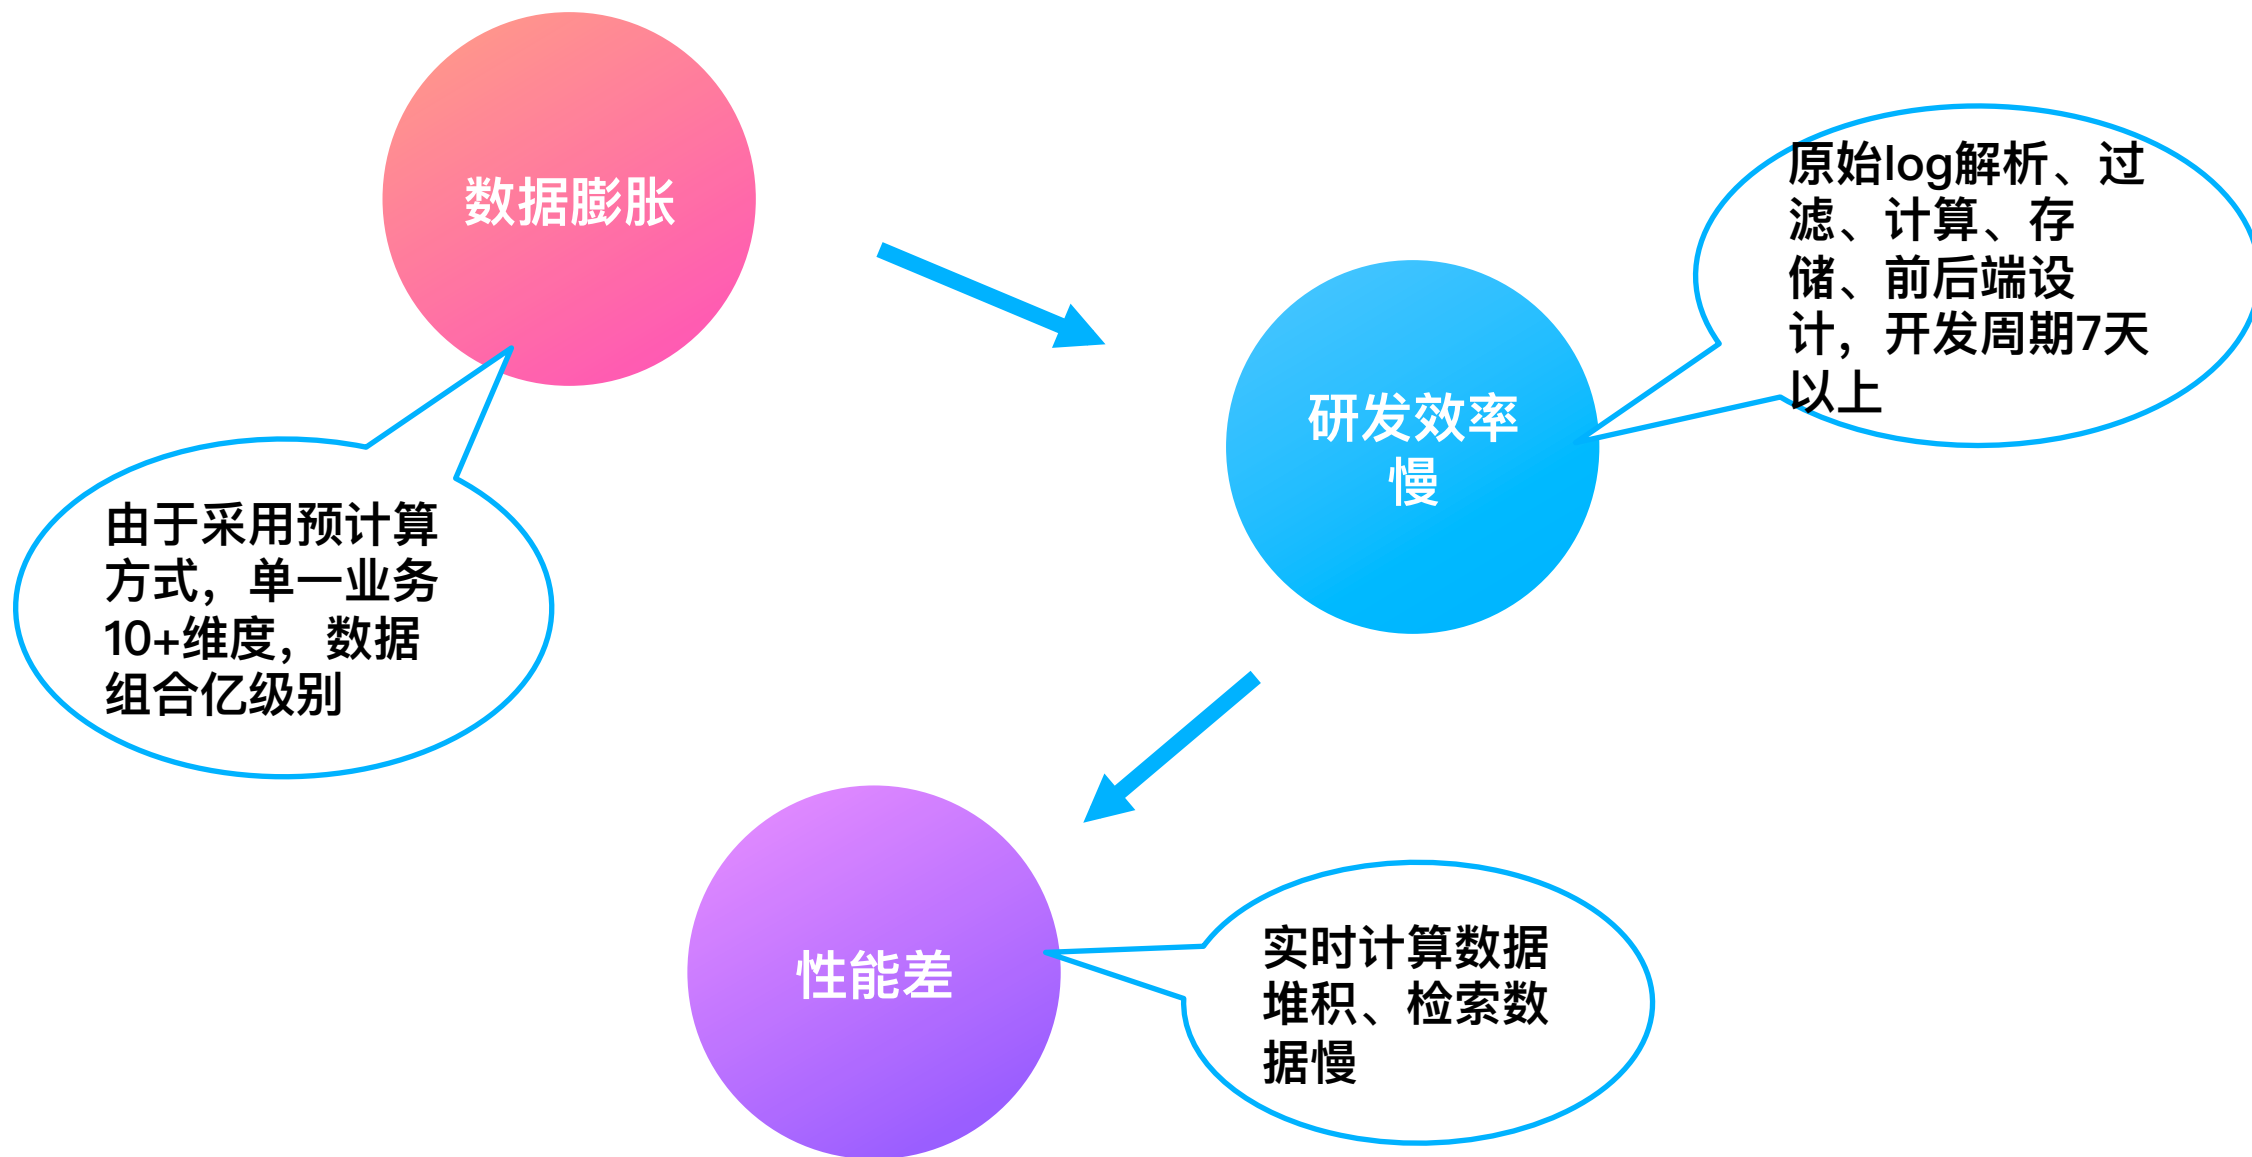 数据膨胀
原始log解析、过
滤、计算、存
储、前后端设
计，开发周期7天
以上
研发效率
慢
由于采用预计算
方式，单一业务
10+维度，数据
组合亿级别
性能差
实时计算数据
堆积、检索数
据慢